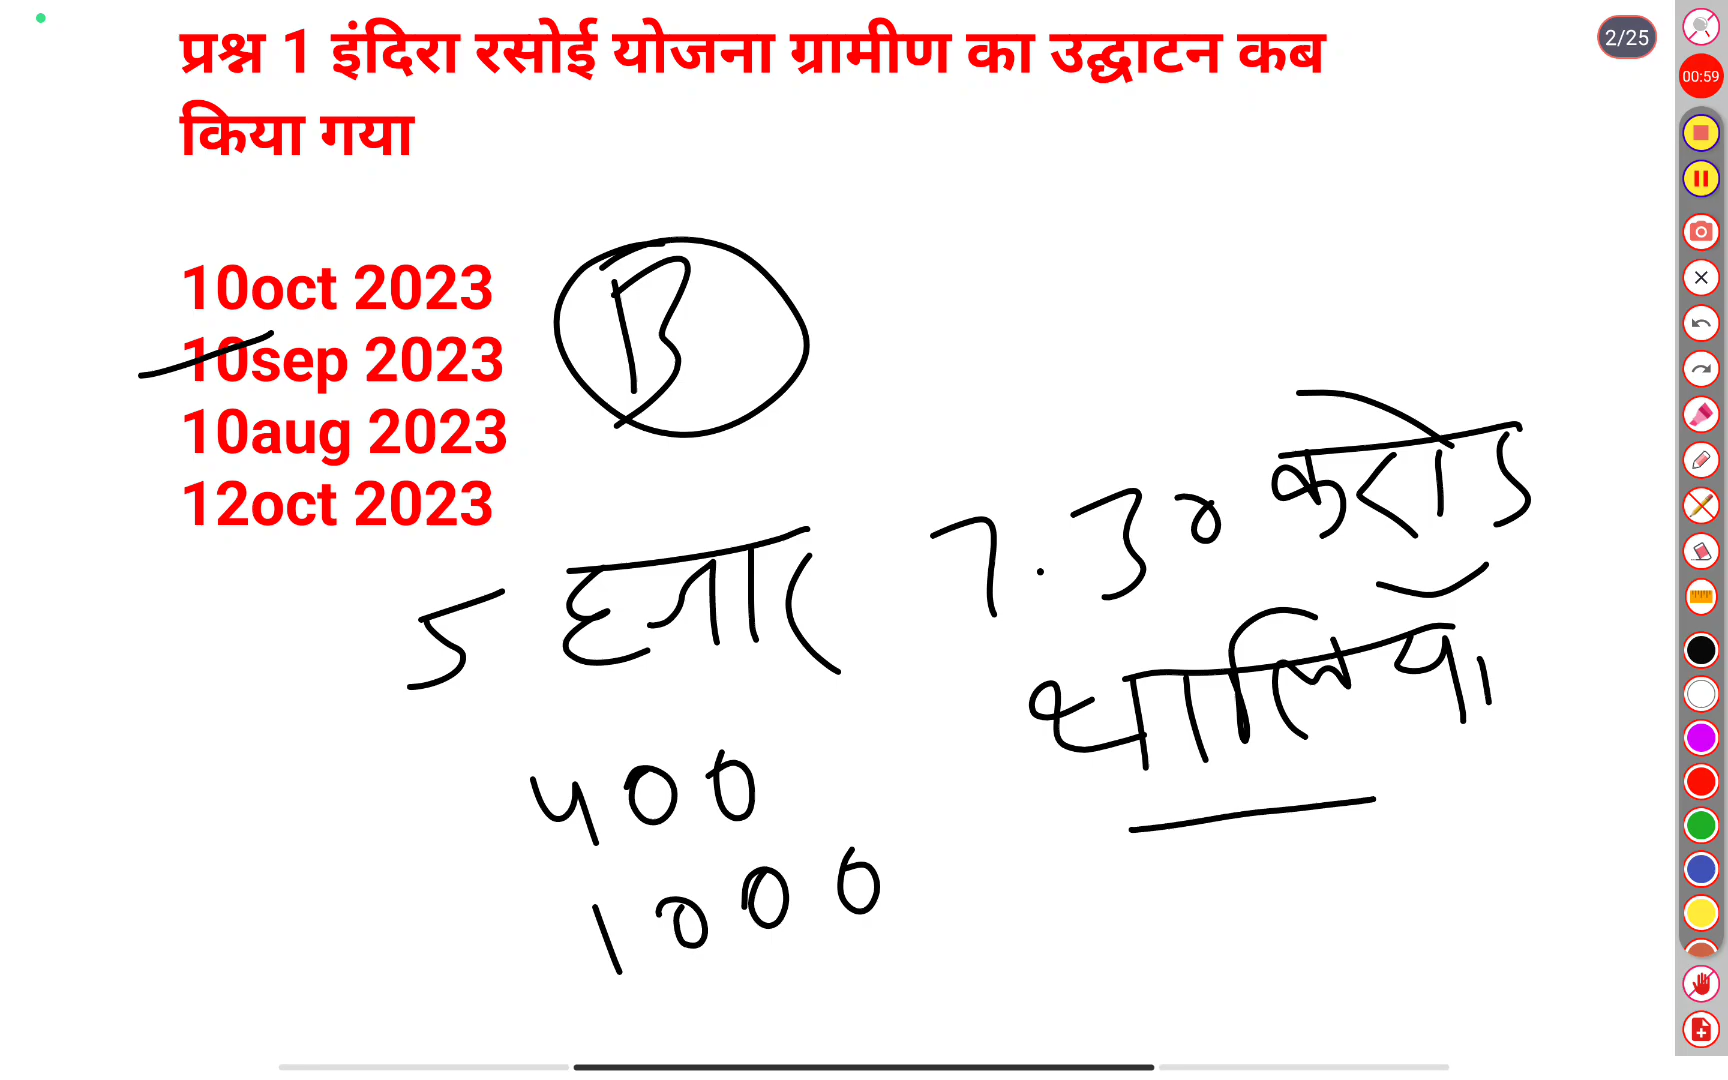 प्रश्न 1 इंदिरा रसोई योजना ग्रामीण का उद्घाटन कब
किया गया
2/25
00:59
10oct 2023
10sep 2023
10aug 2023
12oct 2023
B
5 हजार
7.30 करोड
थालियां
400
1000